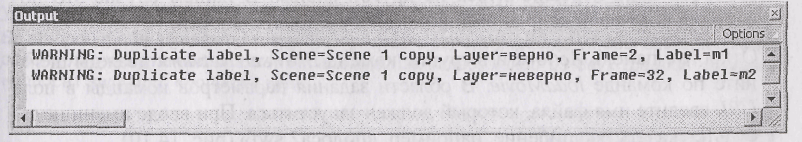 Output
Options
WARNING: Duplicate label, Scene=Scene 1 copy, Layer=верно, Frame=2, Label=m1
WARNING: Duplicate label, Scene=Scene 1 copy, Layer=неверно, Frame=32, Label=m2